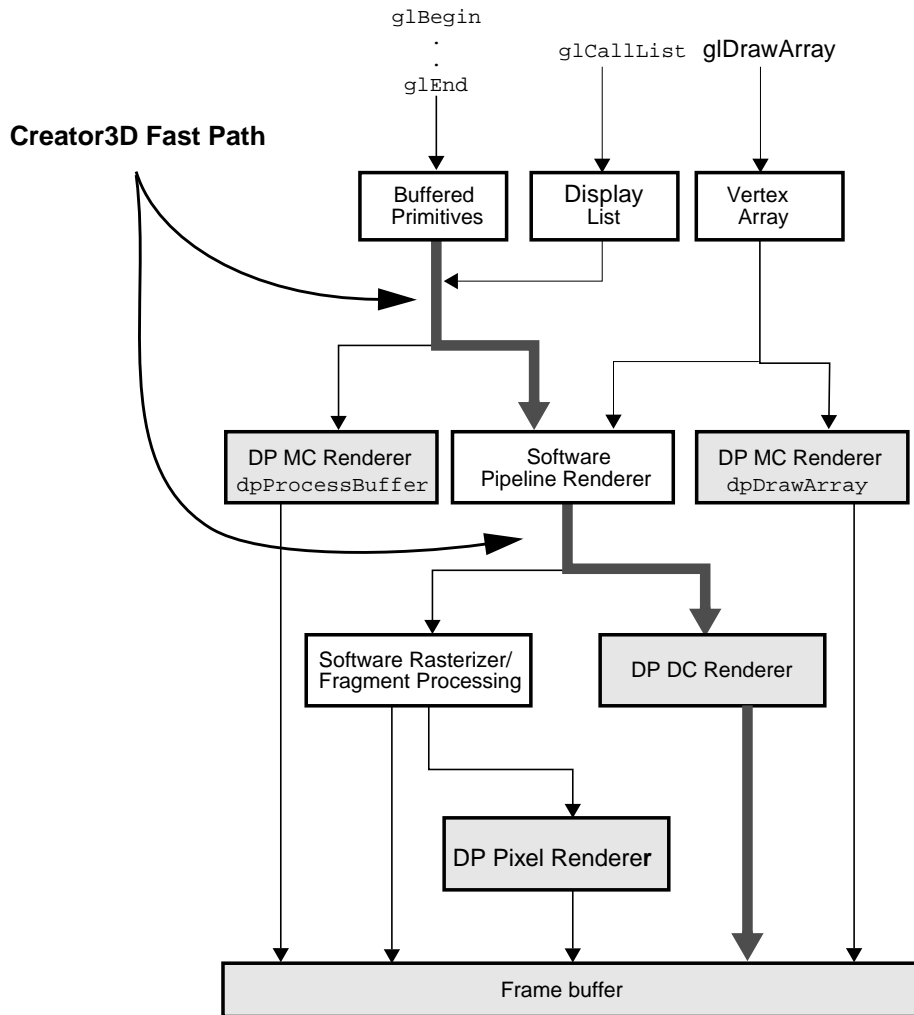 glBegin
.
.
glEnd
glCallList
glDrawArray
Creator3D Fast Path
Buffered
Primitives
Display
List
Vertex
Array
DP MC Renderer
dpProcessBuffer
Software
Pipeline Renderer
DP MC Renderer
dpDrawArray
Software Rasterizer/
Fragment Processing
DP DC Renderer
DP Pixel Renderer
Frame buffer